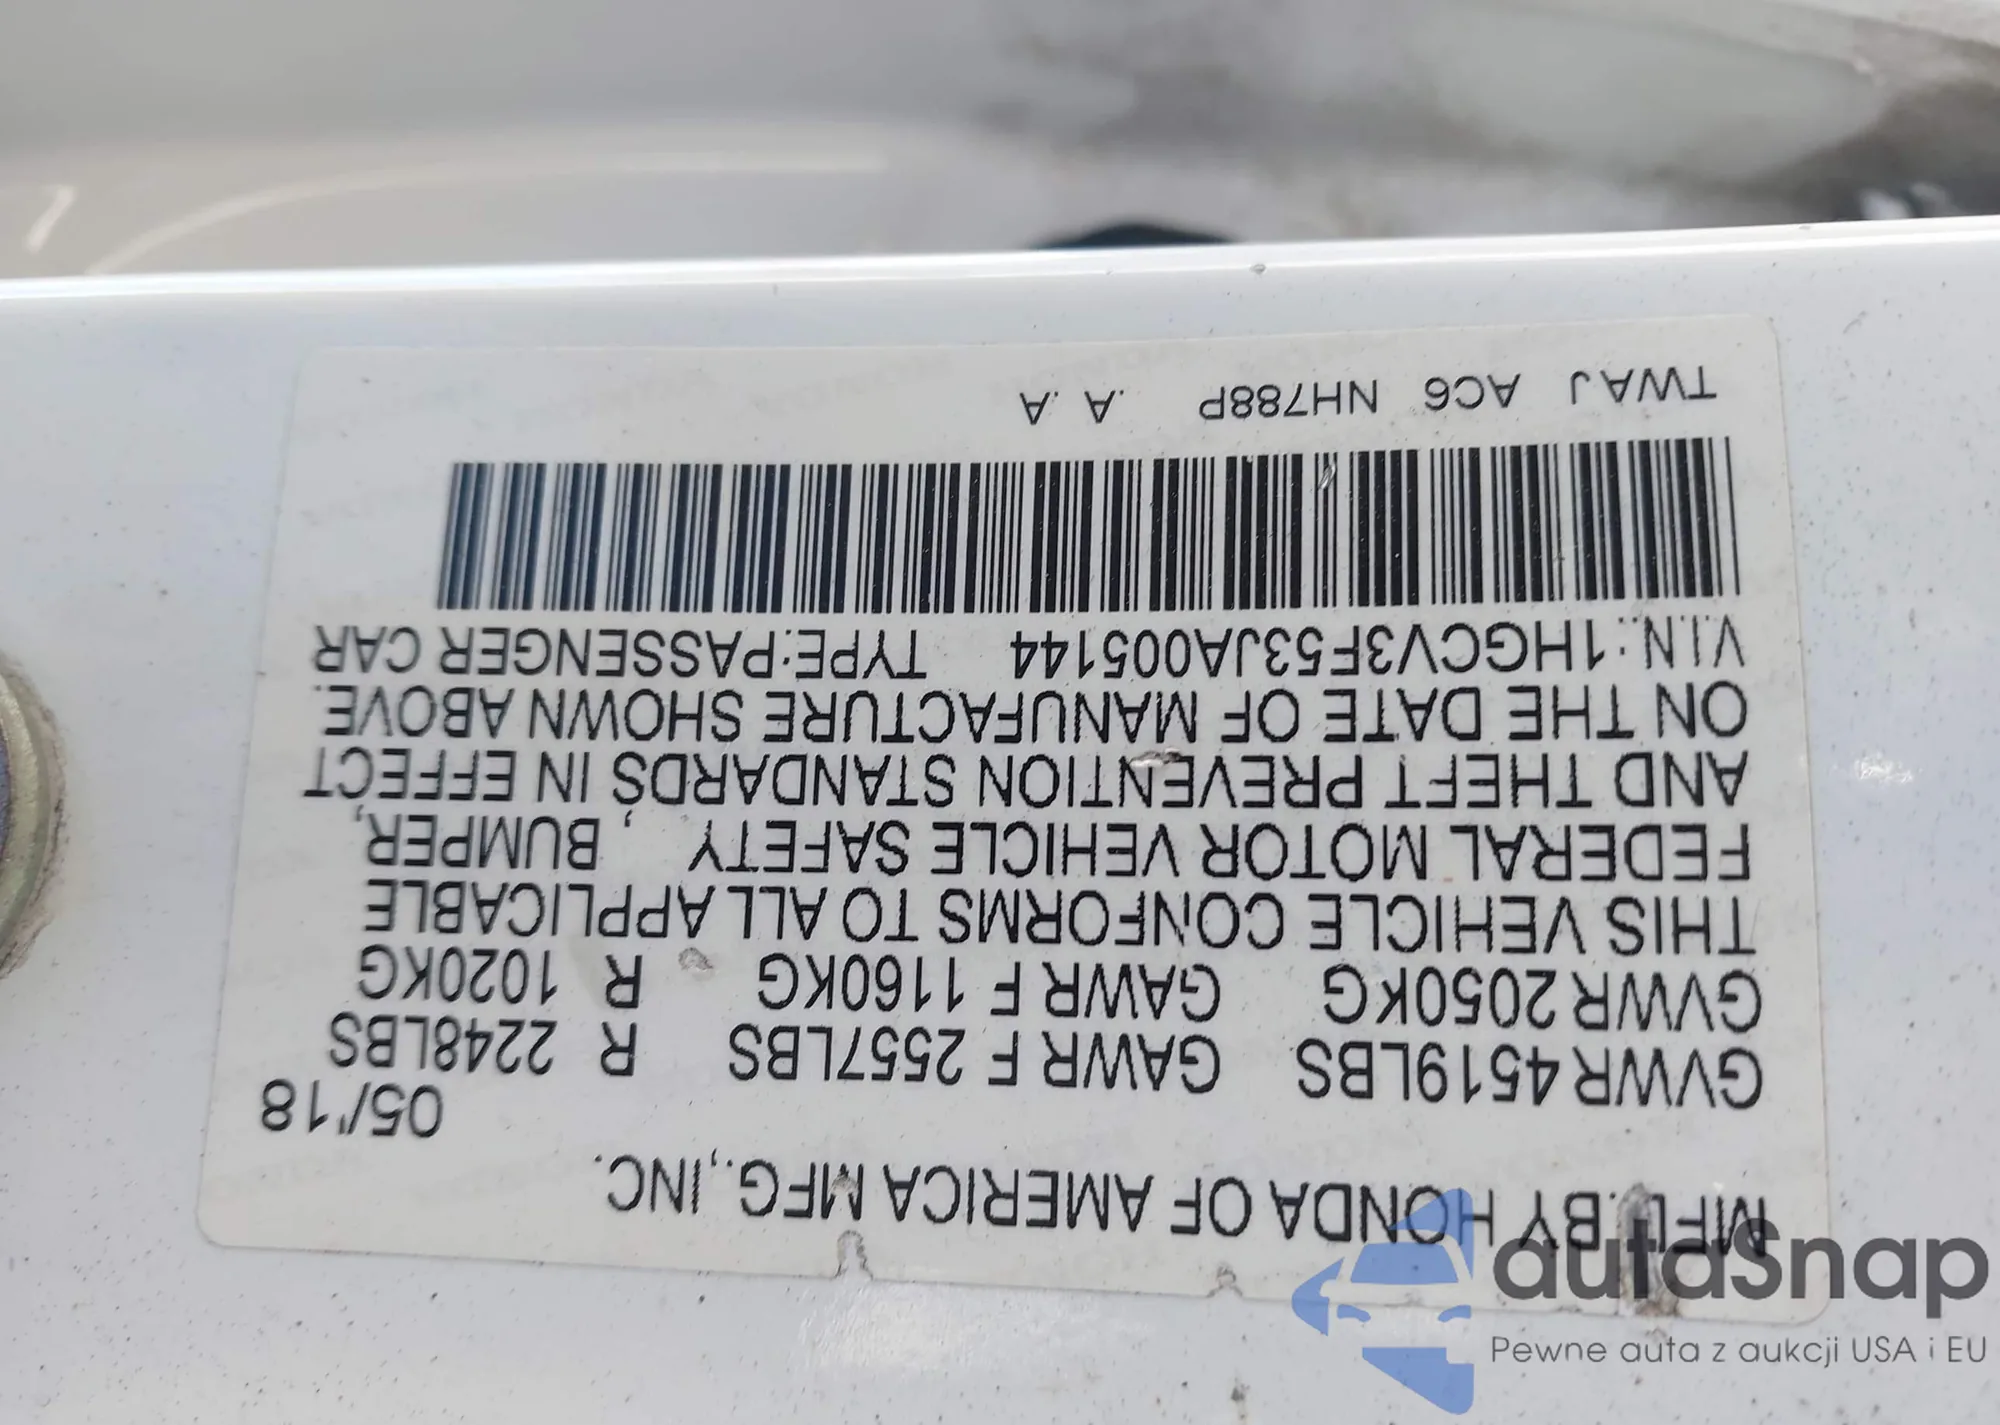 MFD.BY HONDA OF AMERICA MFG.,INC.
05/'18
GVWR 4519LBS GAWR F 2557LBS R 2248LBS
GVWR 2050KG GAWR F 1160KG R 1020KG
THIS VEHICLE CONFORMS TO ALL APPLICABLE
FEDERAL MOTOR VEHICLE SAFETY , BUMPER,
AND THEFT PREVENTION STANDARDS IN EFFECT
ON THE DATE OF MANUFACTURE SHOWN ABOVE.
V.I.N.:1HGCV3F53JA005144 TYPE:PASSENGER CAR
TWAJ AC6 NH788P .A A
autaSnap
Pewne auta z aukcji USA i EU